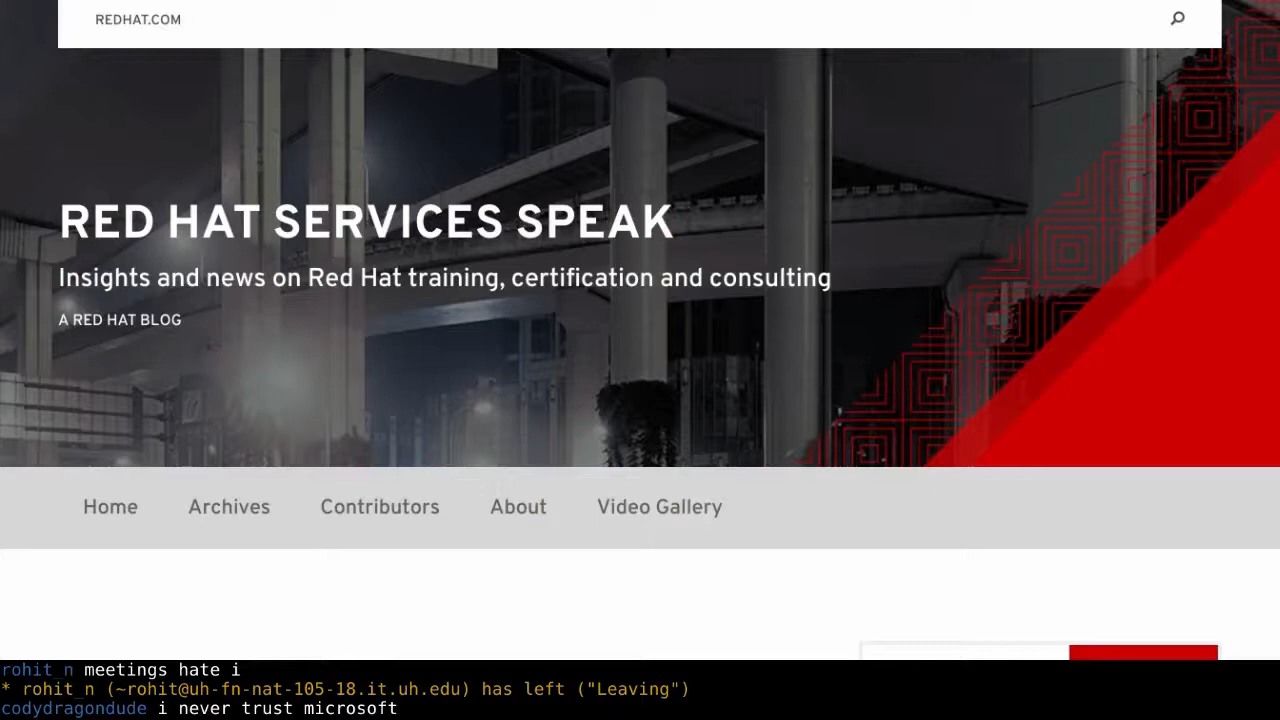 REDHAT.COM
RED HAT SERVICES SPEAK
Insights and news on Red Hat training, certification and consulting
A RED HAT BLOG
Home Archives Contributors About Video Gallery
rohit_n meetings hate i
* rohit_n (~rohit@uh-fn-nat-105-18.it.uh.edu) has left ("Leaving")
codydragondude i never trust microsoft